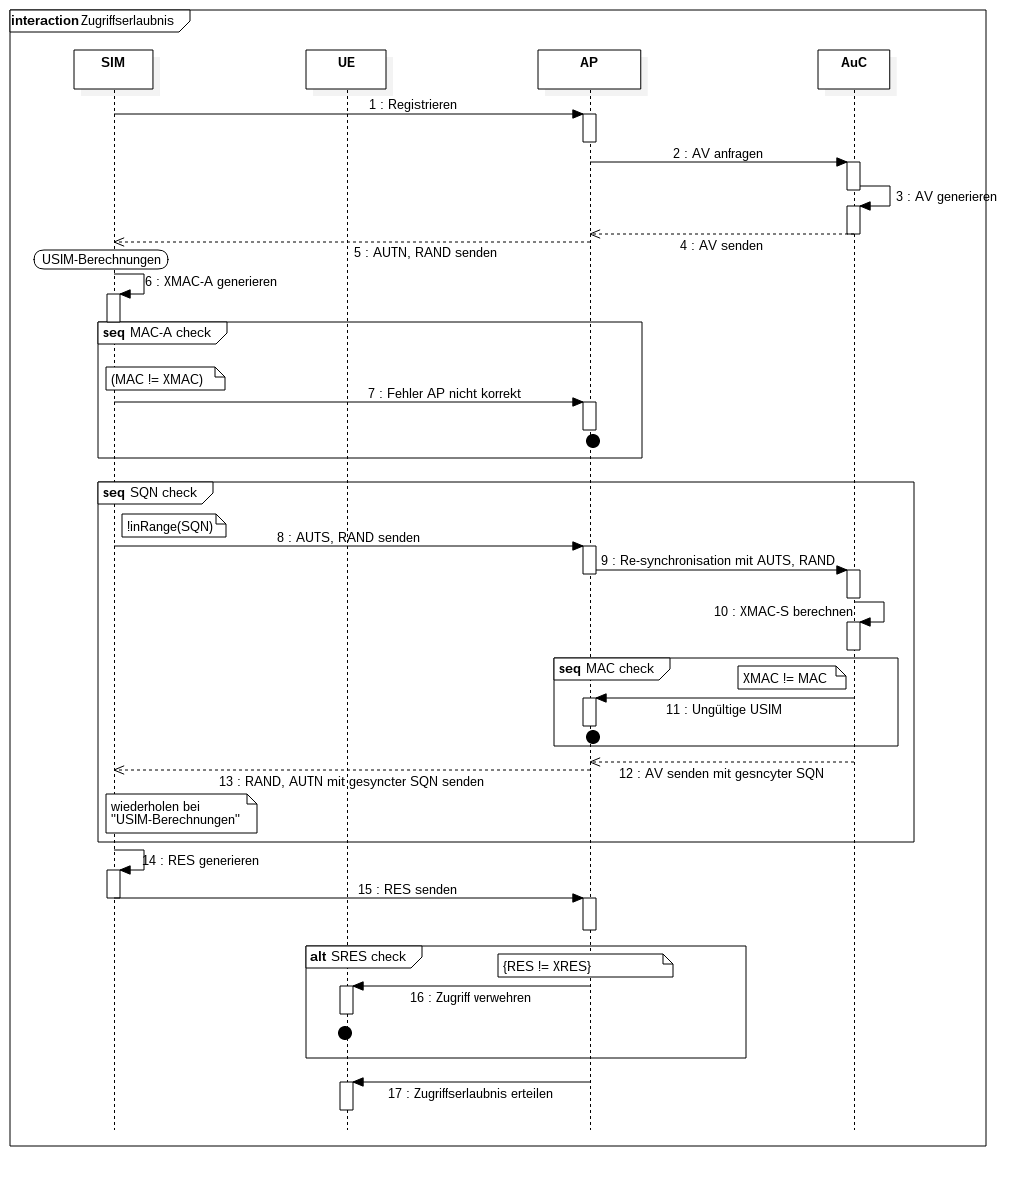 interaction Zugriffserlaubnis
SIM
UE
AP
AuC
1 : Registrieren
2 : AV anfragen
3 : AV generieren
4 : AV senden
5 : AUTN, RAND senden
USIM-Berechnungen
6 : XMAC-A generieren
seq MAC-A check
(MAC != XMAC)
7 : Fehler AP nicht korrekt
seq SQN check
!inRange(SQN)
8 : AUTS, RAND senden
9 : Re-synchronisation mit AUTS, RAND
10 : XMAC-S berechnen
seq MAC check
XMAC != MAC
11 : Ungültige USIM
12 : AV senden mit gesncyter SQN
13 : RAND, AUTN mit gesyncter SQN senden
wiederholen bei
"USIM-Berechnungen"
14 : RES generieren
15 : RES senden
alt SRES check
{RES != XRES}
16 : Zugriff verwehren
17 : Zugriffserlaubnis erteilen